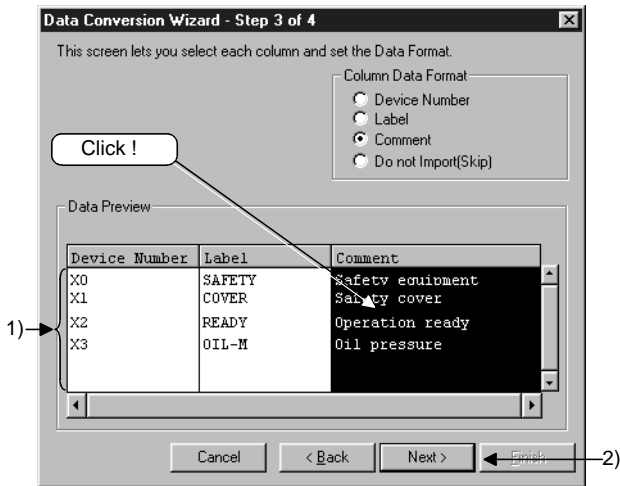 Data Conversion Wizard - Step 3 of 4
This screen lets you select each column and set the Data Format.
Column Data Format
Device Number
Label
Comment
Do not Import(Skip)
Click !
Data Preview
Device Number Label Comment
X0 SAFETY Safety equipment
X1 COVER Safety cover
X2 READY Operation ready
X3 OIL-M Oil pressure
1)
Cancel < Back Next > Finish
2)